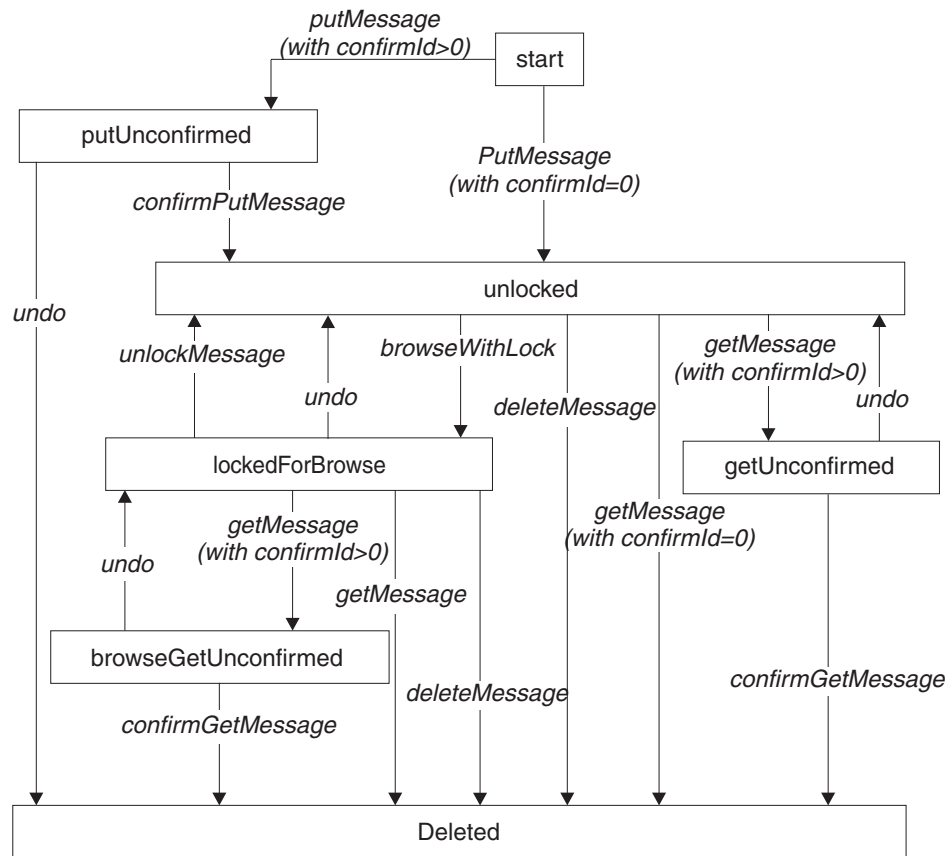 putMessage
(with confirmId>0)
start
putUnconfirmed
PutMessage
(with confirmId=0)
confirmPutMessage
unlocked
undo
unlockMessage
undo
browseWithLock
deleteMessage
getMessage
(with confirmId>0)
undo
lockedForBrowse
getUnconfirmed
undo
getMessage
(with confirmId>0)
getMessage
getMessage
(with confirmId=0)
browseGetUnconfirmed
confirmGetMessage
deleteMessage
confirmGetMessage
Deleted